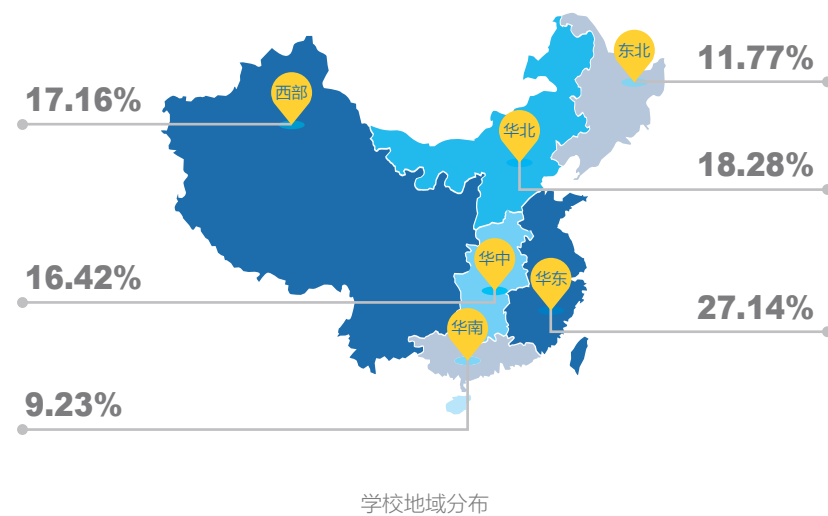 东北
11.77%
西部
17.16%
华北
18.28%
华中
16.42%
华东
27.14%
华南
9.23%
学校地域分布